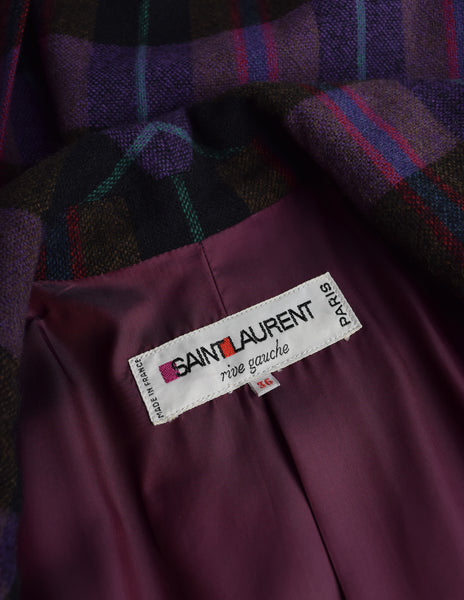 SAINT LAURENT
rive gauche
PARIS
MADE IN FRANCE
36